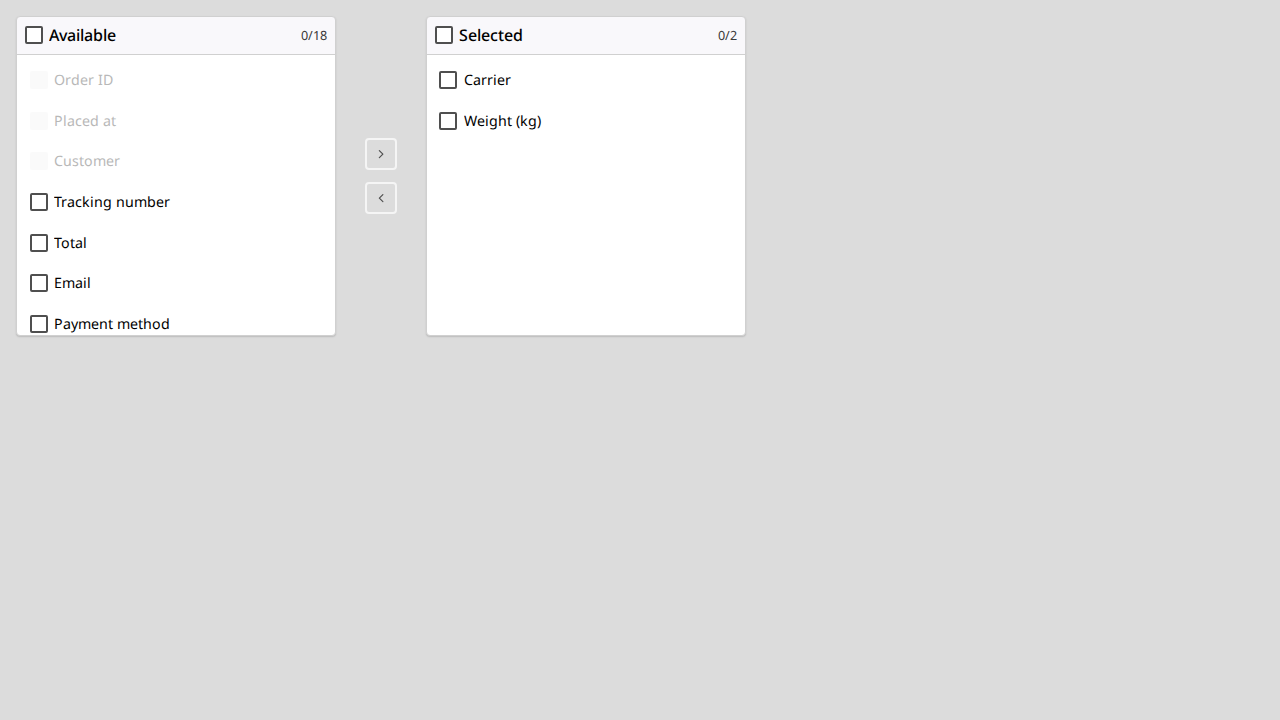 Available 0/18
Order ID
Placed at
Customer
Tracking number
Total
Email
Payment method
Selected 0/2
Carrier
Weight (kg)